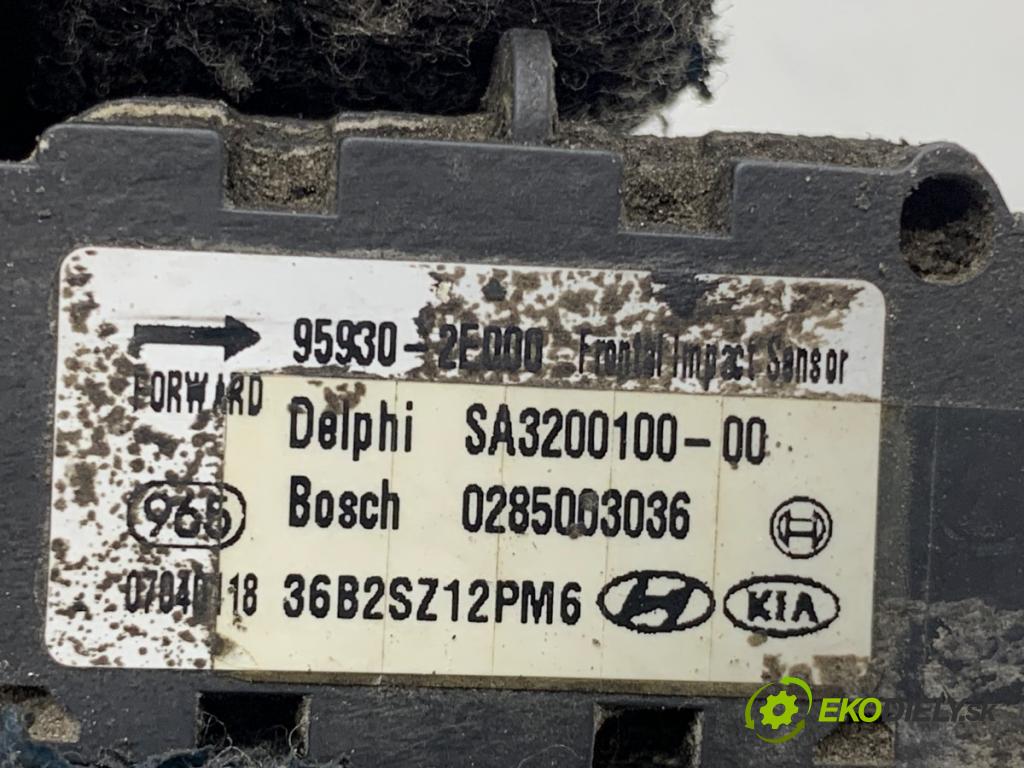 95930-2E000 Frontal Impact Sensor
FORWARD
Delphi SA3200100-00
965 Bosch 0285003036
36B2SZ12PM6 KIA
EKODIELY.SK